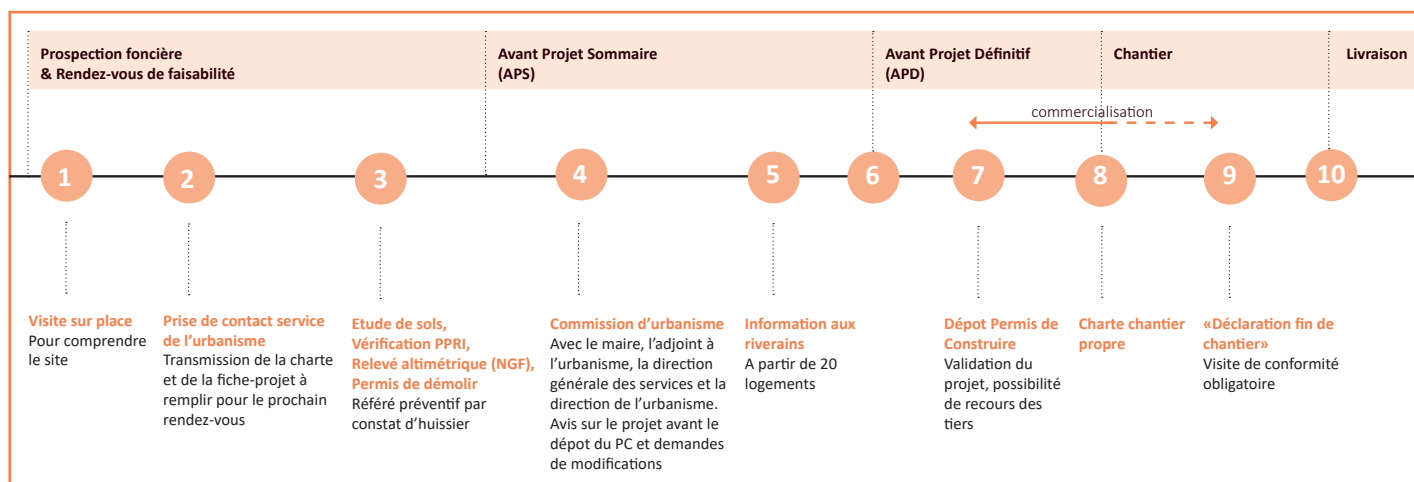 Prospection foncière
& Rendez-vous de faisabilité
Avant Projet Sommaire
(APS)
Avant Projet Définitif
(APD)
Chantier
Livraison
commercialisation
1
2
3
4
5
6
7
8
9
10
Visite sur place
Pour comprendre
le site
Prise de contact service
de l'urbanisme
Transmission de la charte
et de la fiche-projet à
remplir pour le prochain
rendez-vous
Etude de sols,
Vérification PPRI,
Relevé altimétrique (NGF),
Permis de démolir
Référé préventif par
constat d'huissier
Commission d'urbanisme
Avec le maire, l'adjoint à
l'urbanisme, la direction
générale des services et la
direction de l'urbanisme.
Avis sur le projet avant le
dépot du PC et demandes
de modifications
Information aux
riverains
A partir de 20
logements
Dépot Permis de
Construire
Validation du
projet, possibilité
de recours des
tiers
Charte chantier
propre
«Déclaration fin de
chantier»
Visite de conformité
obligatoire